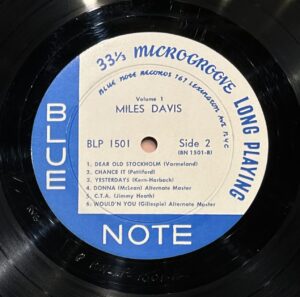 33⅓ MICROGROOVE LONG PLAYING
BLUE NOTE RECORDS 767 LEXINGTON AVE NYC
Volume 1
MILES DAVIS
BLP 1501 Side 2
(BN 1501-B)
1. DEAR OLD STOCKHOLM (Varmeland)
2. CHANCE IT (Pettiford)
3. YESTERDAYS (Kern-Harbach)
4. DONNA (McLean) Alternate Master
5. C.T.A. (Jimmy Heath)
6. WOULD'N YOU (Gillespie) Alternate Master
BLUE
NOTE